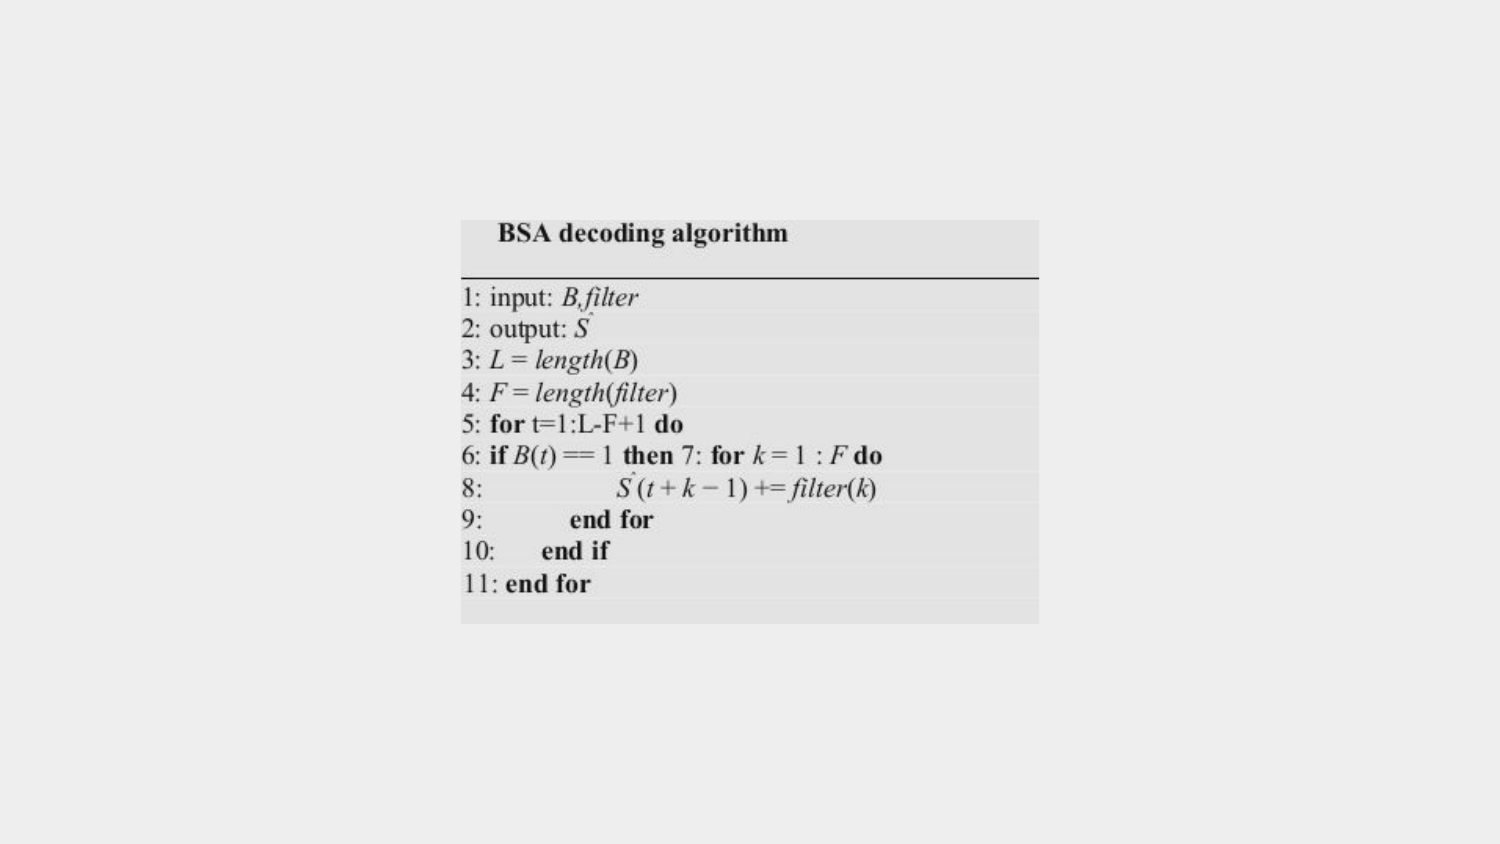 BSA decoding algorithm
1: input: B,filter
2: output: Ŝ
3: L = length(B)
4: F = length(filter)
5: for t=1:L-F+1 do
6: if B(t) == 1 then 7: for k = 1 : F do
8: Ŝ(t + k − 1) += filter(k)
9: end for
10: end if
11: end for